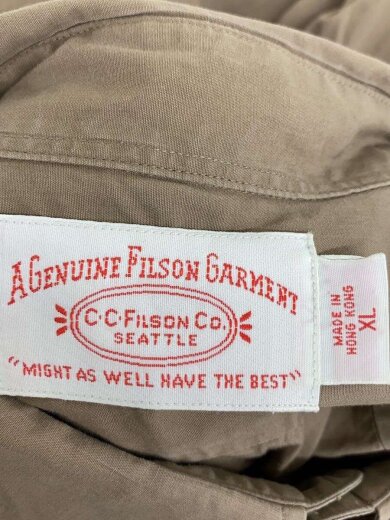 A GENUINE FILSON GARMENT
C·C·FILSON CO.
SEATTLE
"MIGHT AS WELL HAVE THE BEST"
MADE IN
HONG KONG
XL